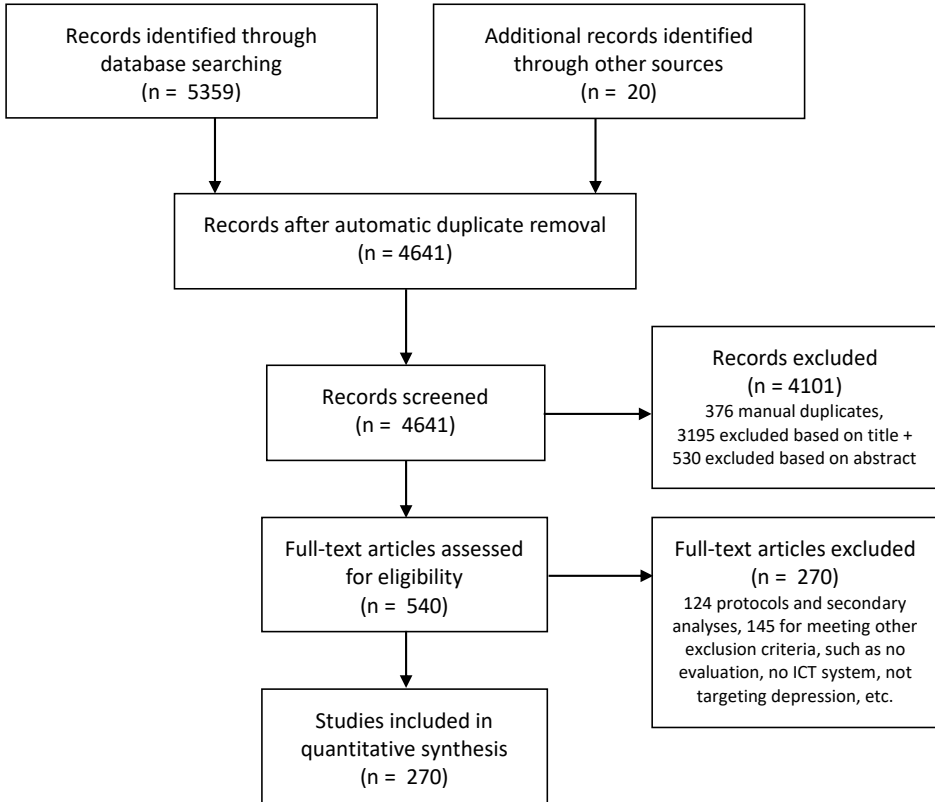 Records identified through
database searching
(n = 5359)
Additional records identified
through other sources
(n = 20)
Records after automatic duplicate removal
(n = 4641)
Records screened
(n = 4641)
Records excluded
(n = 4101)
376 manual duplicates,
3195 excluded based on title +
530 excluded based on abstract
Full-text articles assessed
for eligibility
(n = 540)
Full-text articles excluded
(n = 270)
124 protocols and secondary
analyses, 145 for meeting other
exclusion criteria, such as no
evaluation, no ICT system, not
targeting depression, etc.
Studies included in
quantitative synthesis
(n = 270)